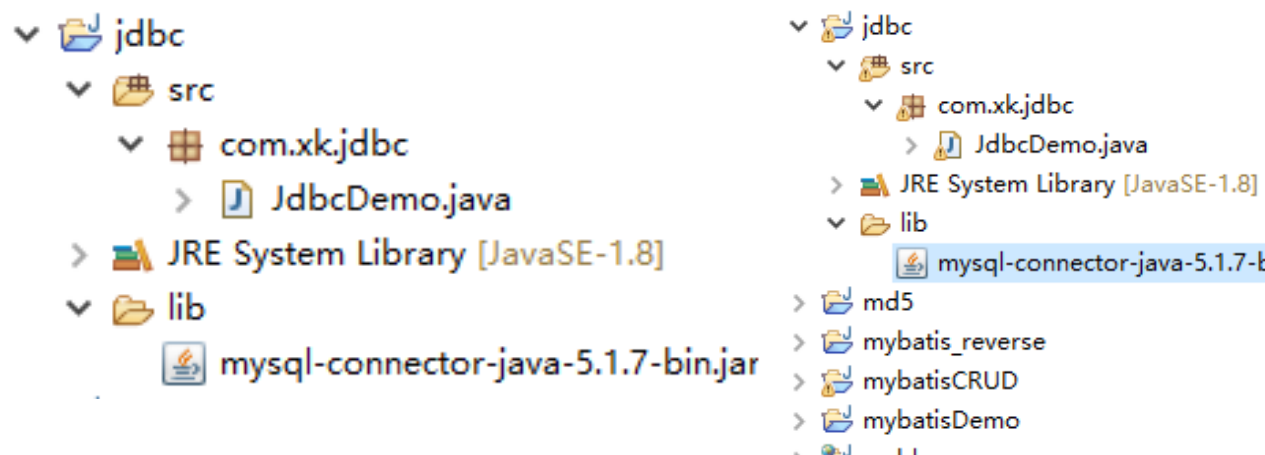 jdbc
src
com.xk.jdbc
JdbcDemo.java
JRE System Library [JavaSE-1.8]
lib
mysql-connector-java-5.1.7-bin.jar
jdbc
src
com.xk.jdbc
JdbcDemo.java
JRE System Library [JavaSE-1.8]
lib
mysql-connector-java-5.1.7-b
md5
mybatis_reverse
mybatisCRUD
mybatisDemo